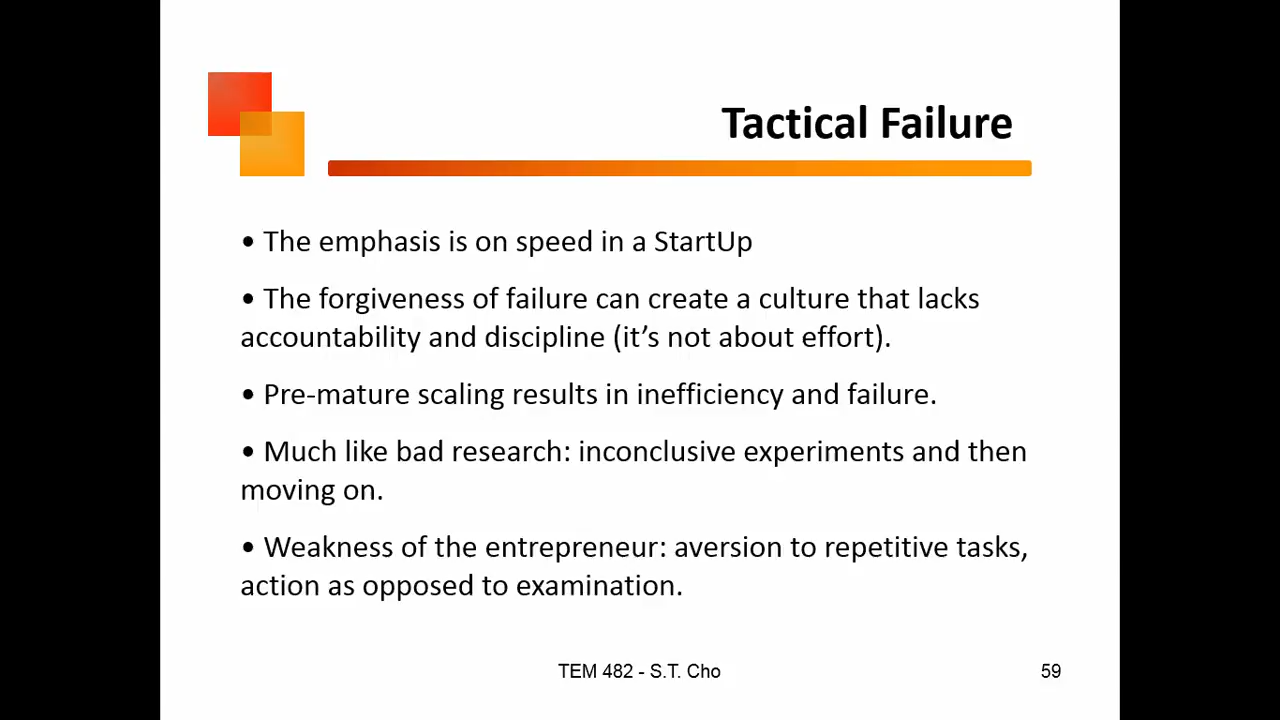 Tactical Failure
• The emphasis is on speed in a StartUp
• The forgiveness of failure can create a culture that lacks
accountability and discipline (it’s not about effort).
• Pre-mature scaling results in inefficiency and failure.
• Much like bad research: inconclusive experiments and then
moving on.
• Weakness of the entrepreneur: aversion to repetitive tasks,
action as opposed to examination.
TEM 482 - S.T. Cho
59